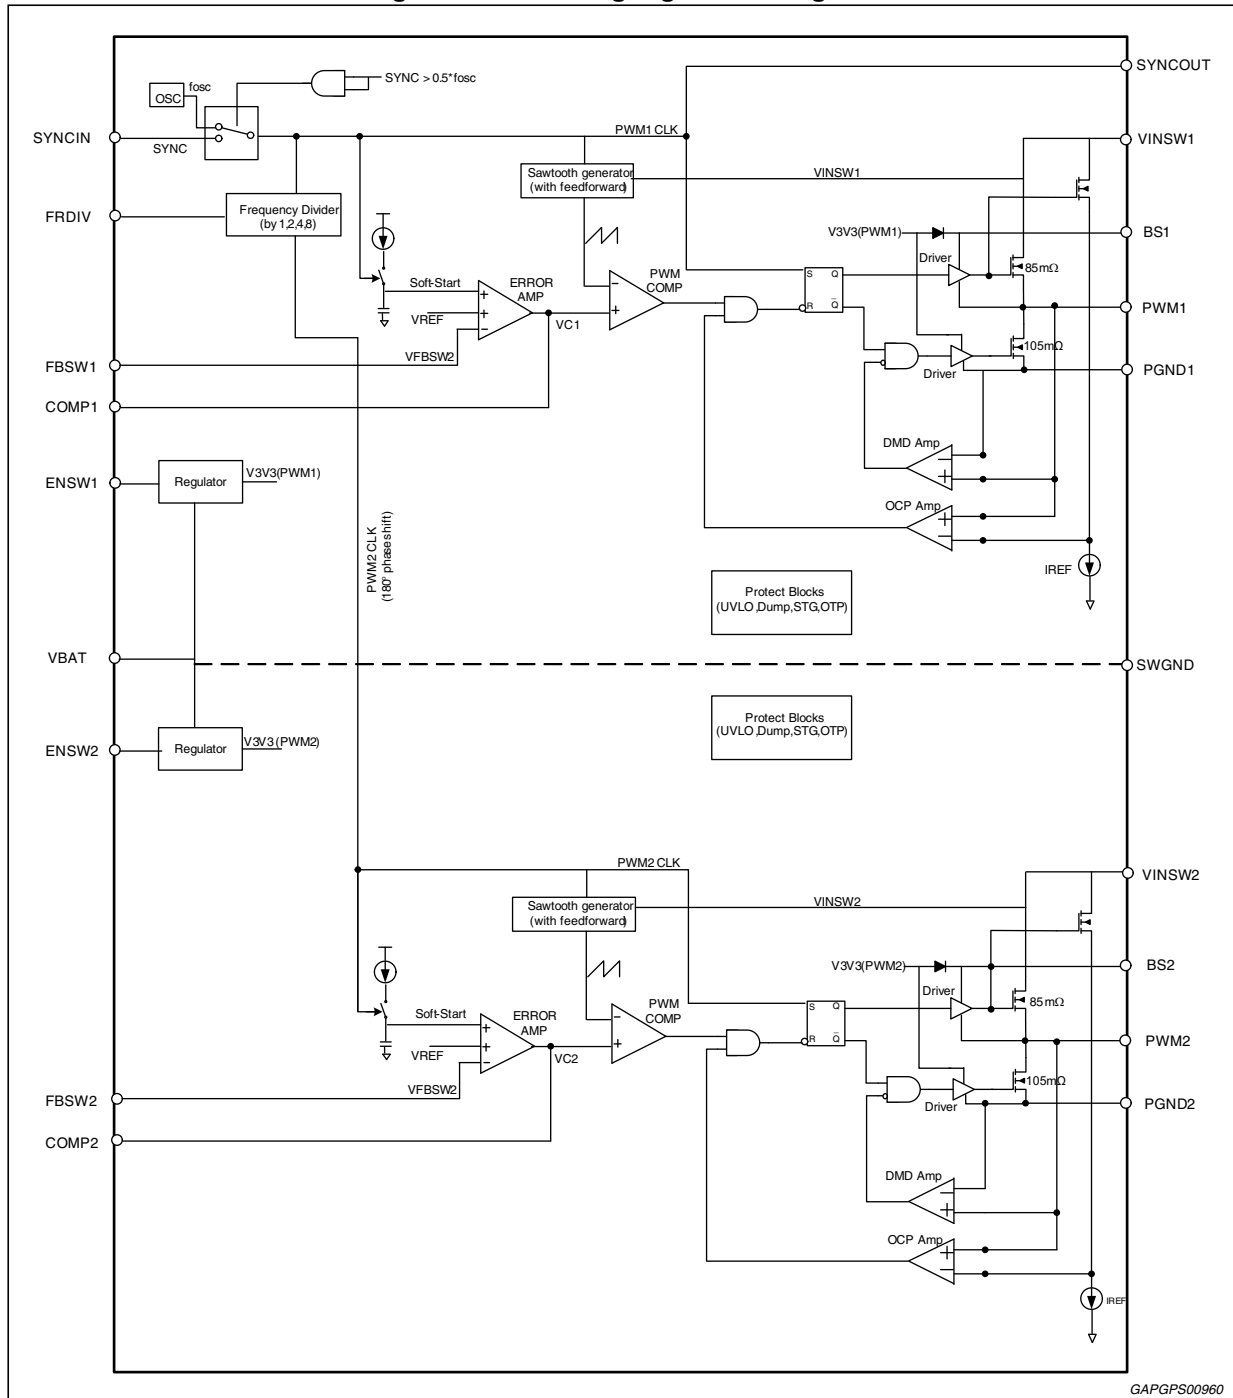 SYNCOUT
fosc
OSC
SYNC > 0.5*fosc
SYNCIN
SYNC
PWM1 CLK
VINSW1
Sawtooth generator
(with feedforward)
VINSW1
FRDIV
Frequency Divider
(by 1,2,4,8)
V3V3(PWM1)
BS1
Driver
85mΩ
Soft-Start
ERROR
AMP
PWM
COMP
S
Q
R
Q
VREF
VC1
PWM1
105mΩ
VFBSW2
FBSW1
Driver
PGND1
COMP1
DMD Amp
ENSW1
Regulator
V3V3(PWM1)
OCP Amp
PWM2 CLK
(180° phase shift)
IREF
Protect Blocks
(UVLO,Dump,STG,OTP)
VBAT
SWGND
Protect Blocks
(UVLO,Dump,STG,OTP)
ENSW2
Regulator
V3V3 (PWM2)
PWM2 CLK
VINSW2
Sawtooth generator
(with feedforward)
VINSW2
V3V3(PWM2)
BS2
Driver
85mΩ
Soft-Start
ERROR
AMP
PWM
COMP
S
Q
R
Q
VREF
VC2
PWM2
105mΩ
VFBSW2
FBSW2
Driver
PGND2
COMP2
DMD Amp
OCP Amp
IREF
GAPGPS00960